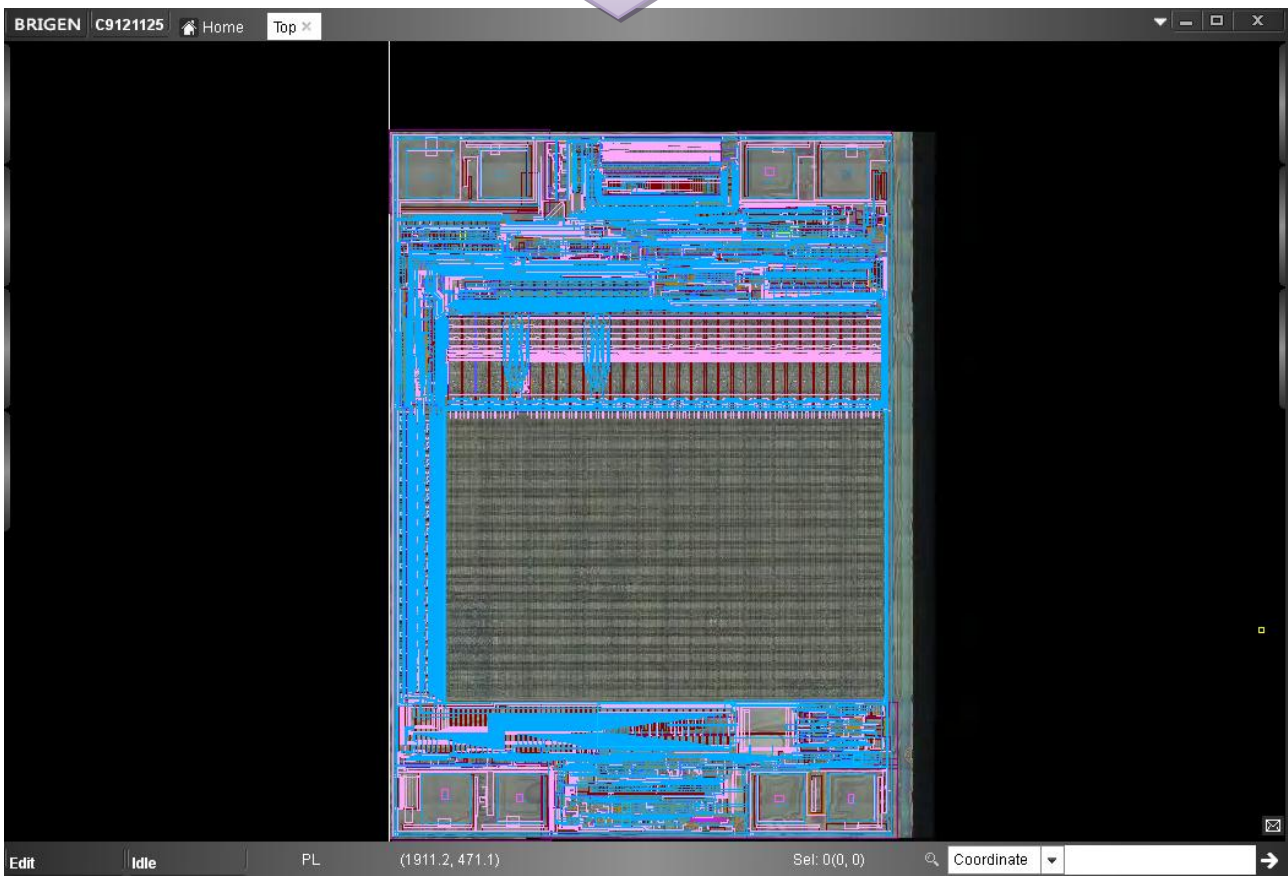 BRIGEN C9121125 Home Top
Edit Idle PL (1911.2, 471.1) Sel: 0(0, 0) Coordinate